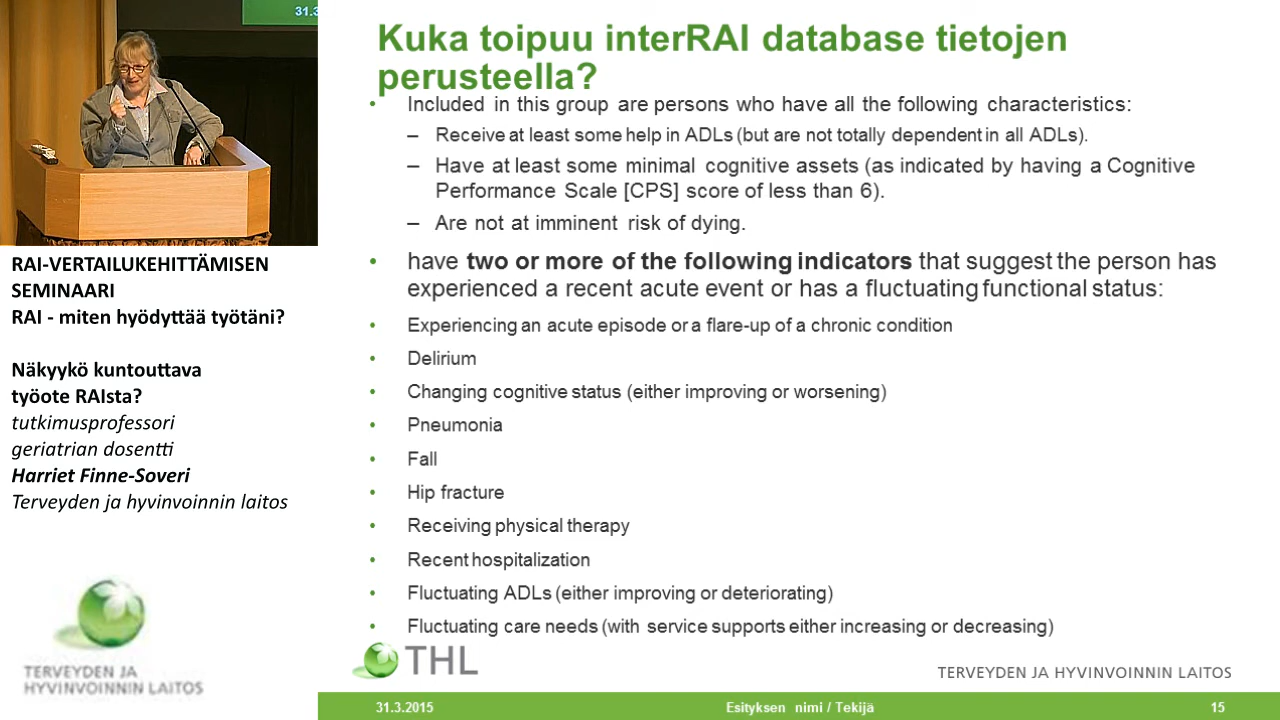 31.3
RAI-VERTAILUKEHITTÄMISEN
SEMINAARI
RAI - miten hyödyttää työtäni?
Näkyykö kuntouttava
työote RAIsta?
tutkimusprofessori
geriatrian dosentti
Harriet Finne-Soveri
Terveyden ja hyvinvoinnin laitos
TERVEYDEN JA
HYVINVOINNIN LAITOS
Kuka toipuu interRAI database tietojen
perusteella?
• Included in this group are persons who have all the following characteristics:
– Receive at least some help in ADLs (but are not totally dependent in all ADLs).
– Have at least some minimal cognitive assets (as indicated by having a Cognitive
Performance Scale [CPS] score of less than 6).
– Are not at imminent risk of dying.
• have two or more of the following indicators that suggest the person has
experienced a recent acute event or has a fluctuating functional status:
• Experiencing an acute episode or a flare-up of a chronic condition
• Delirium
• Changing cognitive status (either improving or worsening)
• Pneumonia
• Fall
• Hip fracture
• Receiving physical therapy
• Recent hospitalization
• Fluctuating ADLs (either improving or deteriorating)
• Fluctuating care needs (with service supports either increasing or decreasing)
THL
TERVEYDEN JA HYVINVOINNIN LAITOS
31.3.2015
Esityksen nimi / Tekijä
15